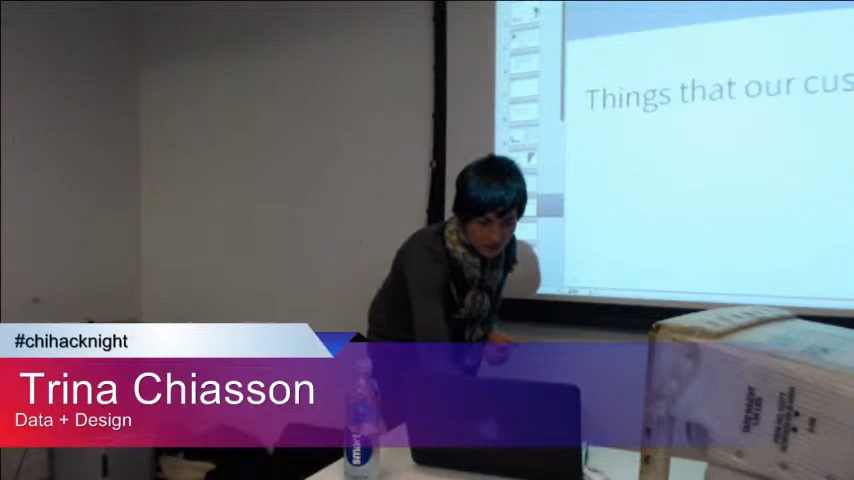 Things that our cus
#chihacknight
Trina Chiasson
Data + Design
smart